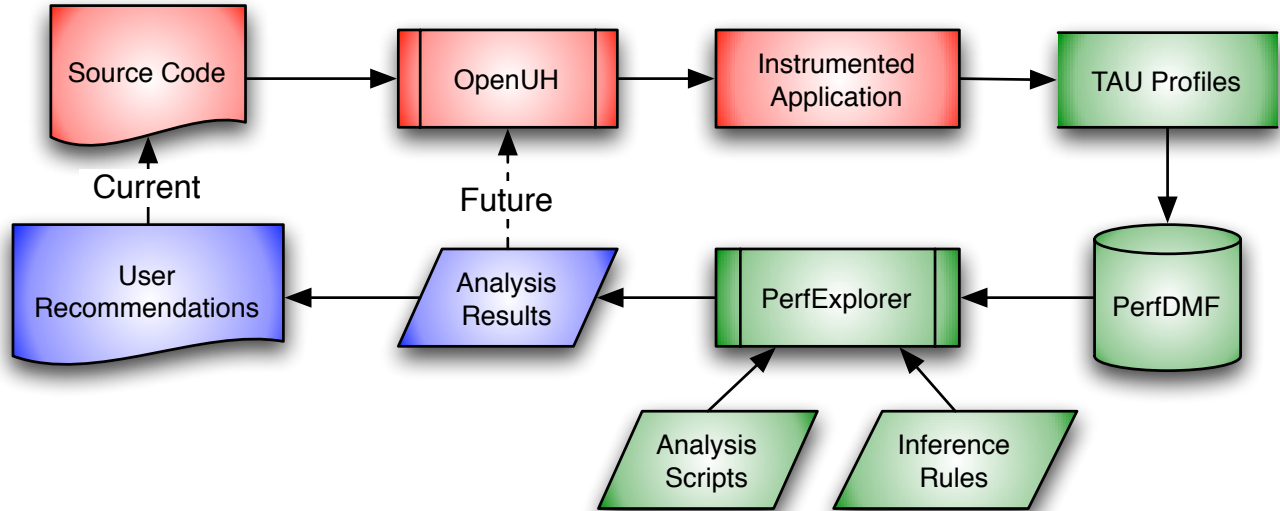 Source Code
OpenUH
Instrumented
Application
TAU Profiles
Current
Future
User
Recommendations
Analysis
Results
PerfExplorer
PerfDMF
Analysis
Scripts
Inference
Rules